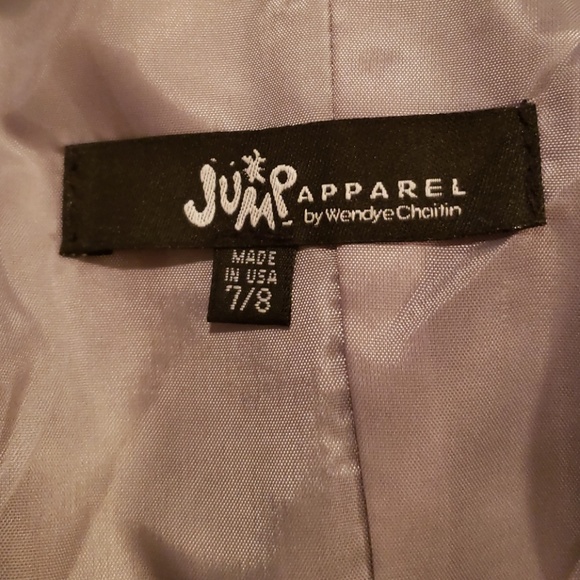 JUMP APPAREL
by Wendye Chaitin
MADE
IN USA
7/8